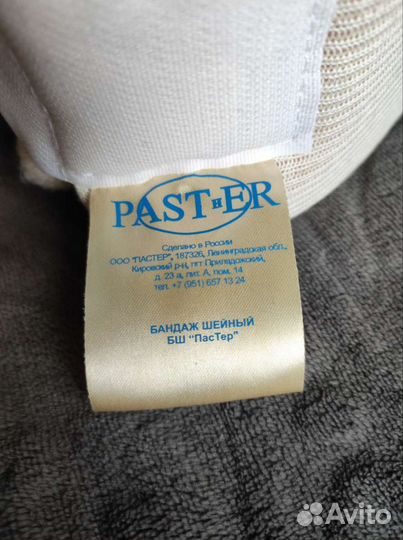 PASTиER
Сделано в России
ООО "ПАСТЕР", 187326, Ленинградская обл.,
Кировский р-н, пгт Приладожский,
д. 23 а, лит. А, пом. 14
тел. +7 (951) 657 13 24
БАНДАЖ ШЕЙНЫЙ
БШ "ПасТер"
Avito